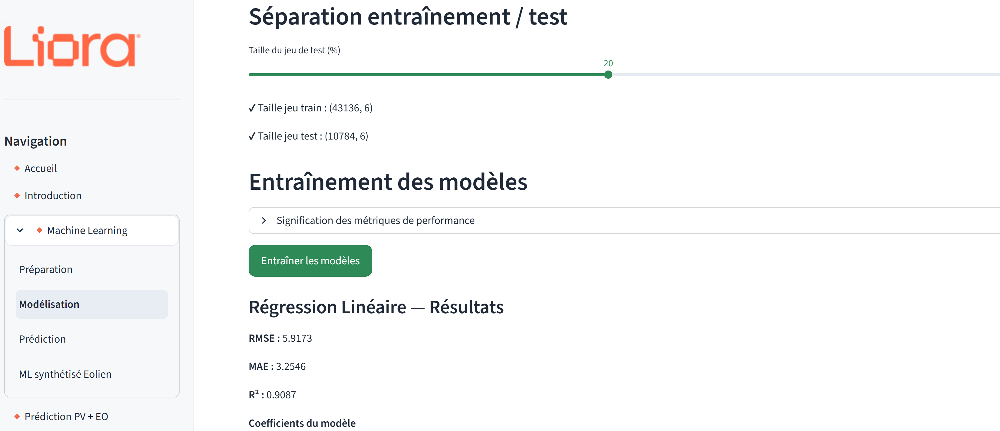 Liora
Navigation
Accueil
Introduction
Machine Learning
Préparation
Modélisation
Prédiction
ML synthétisé Eolien
Prédiction PV + EO
Séparation entraînement / test
Taille du jeu de test (%)
20
✓ Taille jeu train : (43136, 6)
✓ Taille jeu test : (10784, 6)
Entraînement des modèles
Signification des métriques de performance
Entraîner les modèles
Régression Linéaire — Résultats
RMSE : 5.9173
MAE : 3.2546
R² : 0.9087
Coefficients du modèle